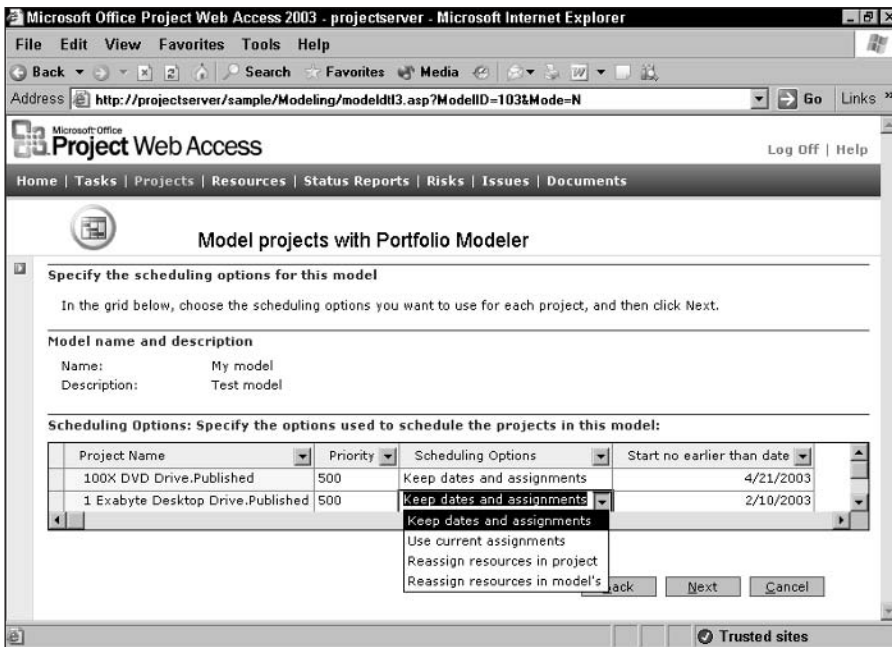 Microsoft Office Project Web Access 2003 - projectserver - Microsoft Internet Explorer
File Edit View Favorites Tools Help
Back Search Favorites Media
Address http://projectserver/sample/Modeling/modeldtl3.asp?ModelID=103&Mode=N Go Links »
Microsoft Office
Project Web Access
Log Off | Help
Home | Tasks | Projects | Resources | Status Reports | Risks | Issues | Documents
Model projects with Portfolio Modeler
Specify the scheduling options for this model
In the grid below, choose the scheduling options you want to use for each project, and then click Next.
Model name and description
Name: My model
Description: Test model
Scheduling Options: Specify the options used to schedule the projects in this model:
Project Name Priority Scheduling Options Start no earlier than date
100X DVD Drive.Published 500 Keep dates and assignments 4/21/2003
1 Exabyte Desktop Drive.Published 500 Keep dates and assignments 2/10/2003
Keep dates and assignments
Use current assignments
Reassign resources in project
Reassign resources in model's
ack Next Cancel
Trusted sites